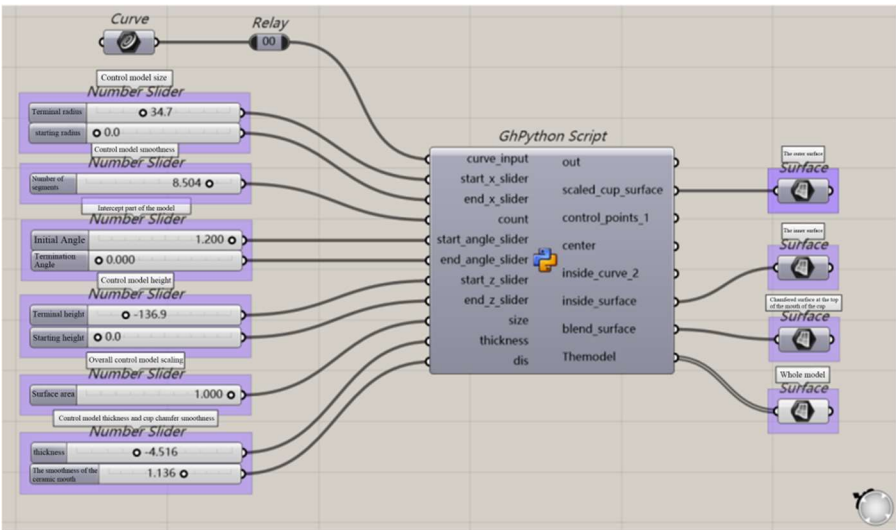 Curve
Relay
00
Control model size
Number Slider
Terminal radius
34.7
starting radius
0.0
Control model smoothness
Number Slider
Number of
segments
8.504
Intercept part of the model
Number Slider
Initial Angle
1.200
Termination
Angle
0.000
Control model height
Number Slider
Terminal height
-136.9
Starting height
0.0
Overall control model scaling
Number Slider
Surface area
1.000
Control model thickness and cup chamfer smoothness
Number Slider
thickness
-4.516
The smoothness of the
ceramic mouth
1.136
GhPython Script
curve_input
start_x_slider
end_x_slider
count
start_angle_slider
end_angle_slider
start_z_slider
end_z_slider
size
thickness
dis
out
scaled_cup_surface
control_points_1
center
inside_curve_2
inside_surface
blend_surface
Themodel
The outer surface
Surface
The inner surface
Surface
Chamfered surface at the top
of the mouth of the cup
Surface
Whole model
Surface